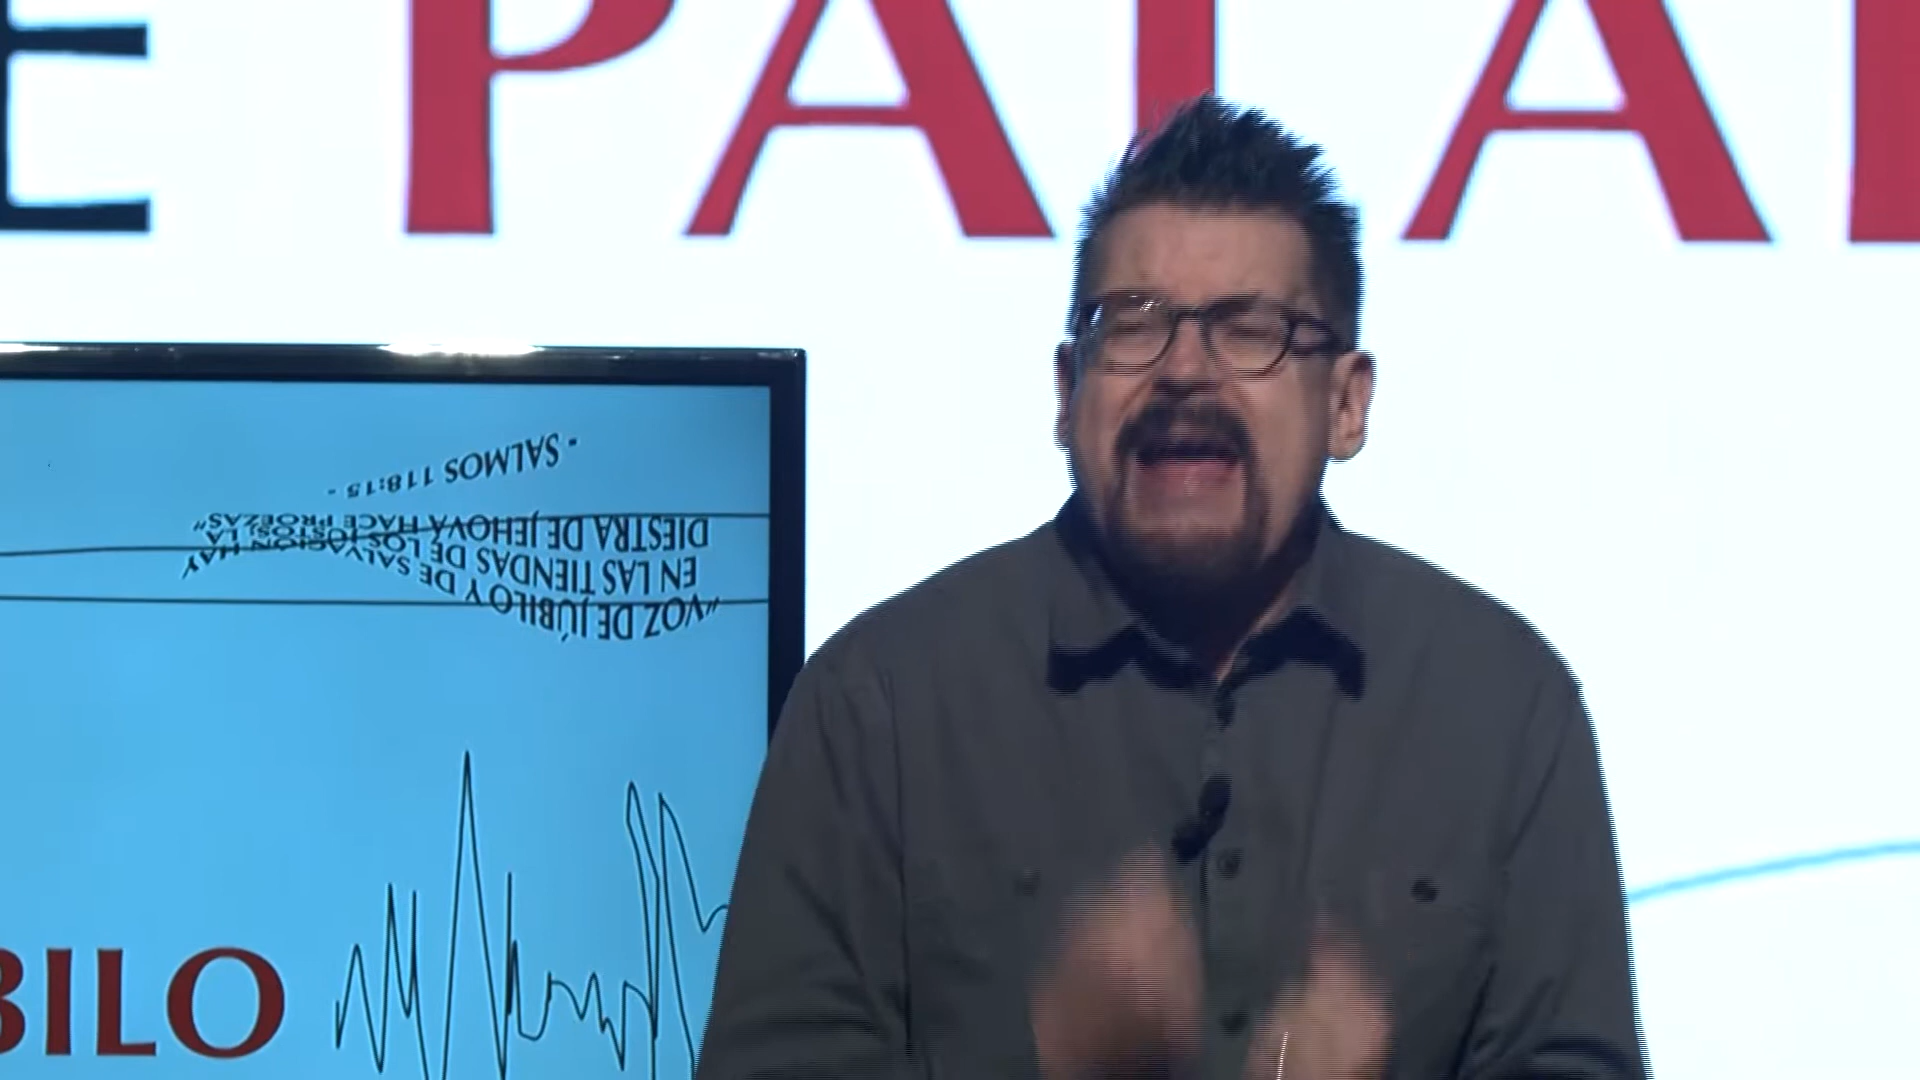 E PALAB
- SALMOS 118:15 -
"VOZ DE JÚBILO Y DE SALVACIÓN HAY
EN LAS TIENDAS DE LOS JUSTOS; LA
DIESTRA DE JEHOVÁ HACE PROEZAS"
BILO